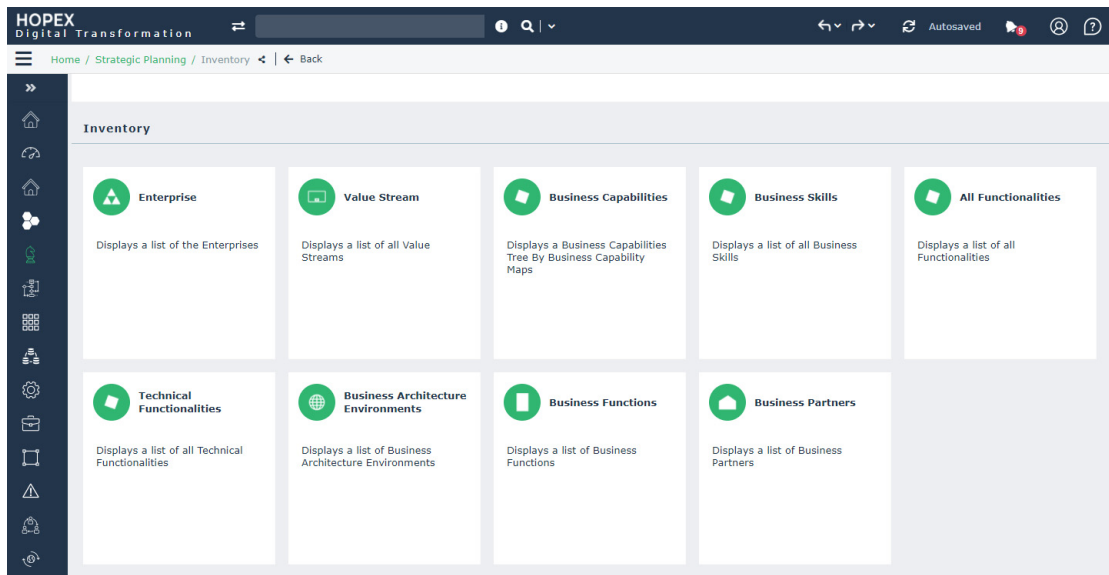 HOPEX
Digital Transformation
Autosaved
9
Home / Strategic Planning / Inventory
Back
Inventory
Enterprise
Displays a list of the Enterprises
Value Stream
Displays a list of all Value
Streams
Business Capabilities
Displays a Business Capabilities
Tree By Business Capability
Maps
Business Skills
Displays a list of all Business
Skills
All Functionalities
Displays a list of all
Functionalities
Technical
Functionalities
Displays a list of all Technical
Functionalities
Business Architecture
Environments
Displays a list of Business
Architecture Environments
Business Functions
Displays a list of Business
Functions
Business Partners
Displays a list of Business
Partners